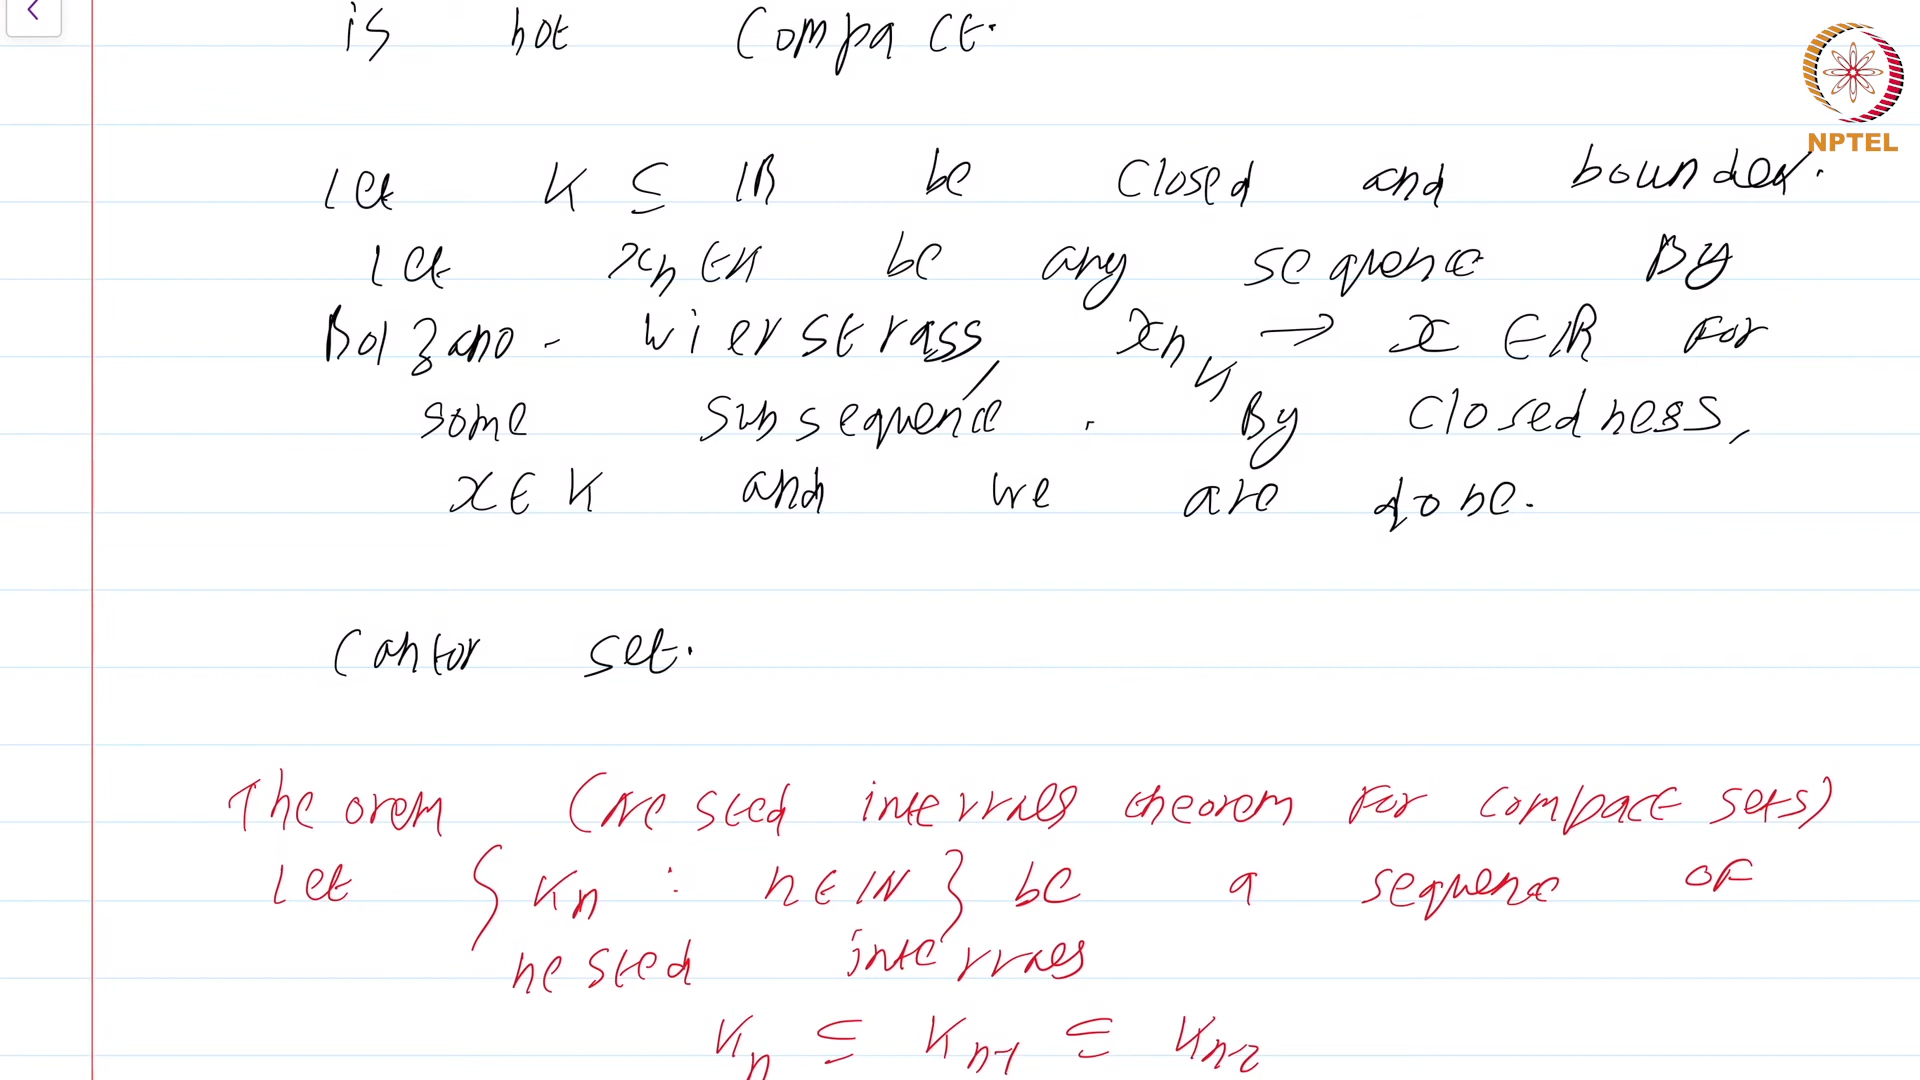 is not compact.
NPTEL
Let K ⊆ ℝ be closed and bounded.
Let xₙ ∈ K be any sequence By
Bolzano - Wierstrass, xₙₖ → x ∈ ℝ for
some subsequence. By closedness,
x ∈ K and we are done.
Cantor set.
Theorem (Nested intervals theorem for compact sets)
Let {Kₙ : n ∈ ℕ} be a sequence of
nested intervals
Kₙ ⊆ Kₙ₋₁ ⊆ Kₙ₋₂